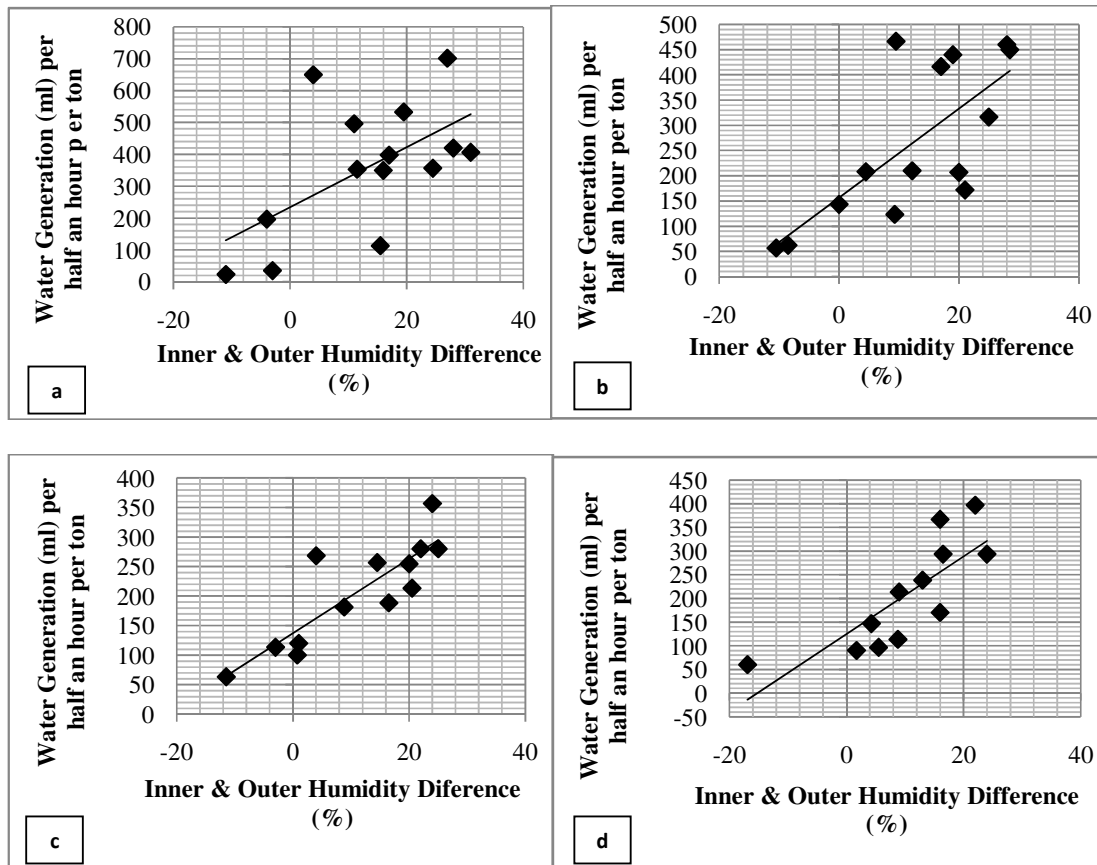 Water Generation (ml) per
half an hour p er ton
800
700
600
500
400
300
200
100
0
-20 0 20 40
Inner & Outer Humidity Difference
(%)
a
Water Generation (ml) per
half an hour per ton
500
450
400
350
300
250
200
150
100
50
0
-20 0 20 40
Inner & Outer Humidity Difference
(%)
b
Water Generation (ml) per
half an hour per ton
400
350
300
250
200
150
100
50
0
-20 0 20 40
Inner & Outer Humidity Diference
(%)
c
Water Generation (ml) per
half an hour per ton
450
400
350
300
250
200
150
100
50
0
-50
-20 0 20 40
Inner & Outer Humidity Difference
(%)
d